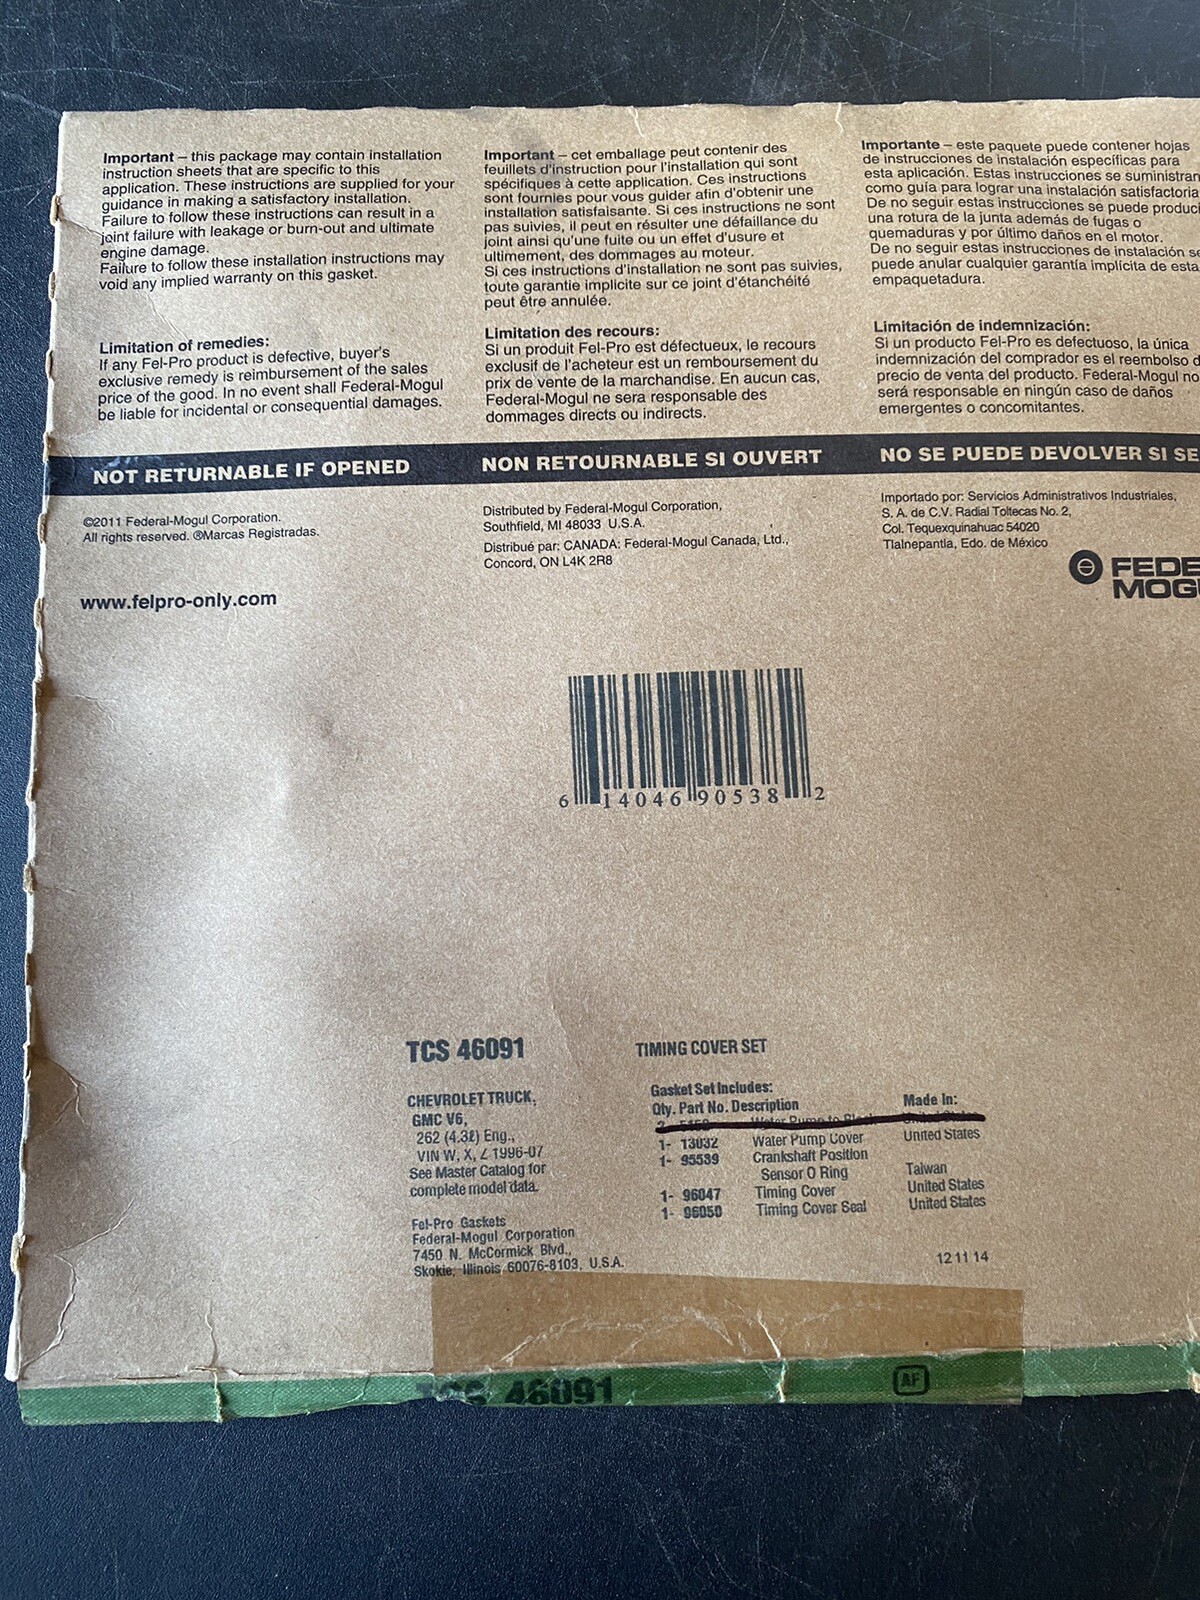 Important – this package may contain installation
instruction sheets that are specific to this
application. These instructions are supplied for your
guidance in making a satisfactory installation.
Failure to follow these instructions can result in a
joint failure with leakage or burn-out and ultimate
engine damage.
Failure to follow these installation instructions may
void any implied warranty on this gasket.
Limitation of remedies:
If any Fel-Pro product is defective, buyer's
exclusive remedy is reimbursement of the sales
price of the good. In no event shall Federal-Mogul
be liable for incidental or consequential damages.
Important – cet emballage peut contenir des
feuillets d'instruction pour l'installation qui sont
spécifiques à cette application. Ces instructions
sont fournies pour vous guider afin d'obtenir une
installation satisfaisante. Si ces instructions ne sont
pas suivies, il peut en résulter une défaillance du
joint ainsi qu'une fuite ou un effet d'usure et
ultimement, des dommages au moteur.
Si ces instructions d'installation ne sont pas suivies,
toute garantie implicite sur ce joint d'étanchéité
peut être annulée.
Limitation des recours:
Si un produit Fel-Pro est défectueux, le recours
exclusif de l'acheteur est un remboursement du
prix de vente de la marchandise. En aucun cas,
Federal-Mogul ne sera responsable des
dommages directs ou indirects.
Importante – este paquete puede contener hojas
de instrucciones de instalación específicas para
esta aplicación. Estas instrucciones se suministran
como guía para lograr una instalación satisfactoria
De no seguir estas instrucciones se puede produci
una rotura de la junta además de fugas o
quemaduras y por último daños en el motor.
De no seguir estas instrucciones de instalación se
puede anular cualquier garantía implícita de esta
empaquetadura.
Limitación de indemnización:
Si un producto Fel-Pro es defectuoso, la única
indemnización del comprador es el reembolso d
precio de venta del producto. Federal-Mogul no
será responsable en ningún caso de daños
emergentes o concomitantes.
NOT RETURNABLE IF OPENED
NON RETOURNABLE SI OUVERT
NO SE PUEDE DEVOLVER SI SE
©2011 Federal-Mogul Corporation.
All rights reserved. ®Marcas Registradas.
www.felpro-only.com
Distributed by Federal-Mogul Corporation,
Southfield, MI 48033 U.S.A.
Distribué par: CANADA: Federal-Mogul Canada, Ltd.,
Concord, ON L4K 2R8
Importado por: Servicios Administrativos Industriales,
S. A. de C.V. Radial Toltecas No. 2,
Col. Tequexquinahuac 54020
Tlalnepantla, Edo. de México
FEDE
MOGU
6 14046 90538 2
TCS 46091
TIMING COVER SET
CHEVROLET TRUCK,
GMC V6,
262 (4.3ℓ) Eng.,
VIN W, X, Z 1996-07
See Master Catalog for
complete model data.
Fel-Pro Gaskets
Federal-Mogul Corporation
7450 N. McCormick Blvd.,
Skokie, Illinois 60076-8103, U.S.A.
Gasket Set Includes:
Qty. Part No. Description Made In:
Water Pump to Block United States
1- 13032 Water Pump Cover United States
1- 95539 Crankshaft Position
Sensor O Ring Taiwan
1- 96047 Timing Cover United States
1- 96050 Timing Cover Seal United States
12 11 14
TCS 46091
AF